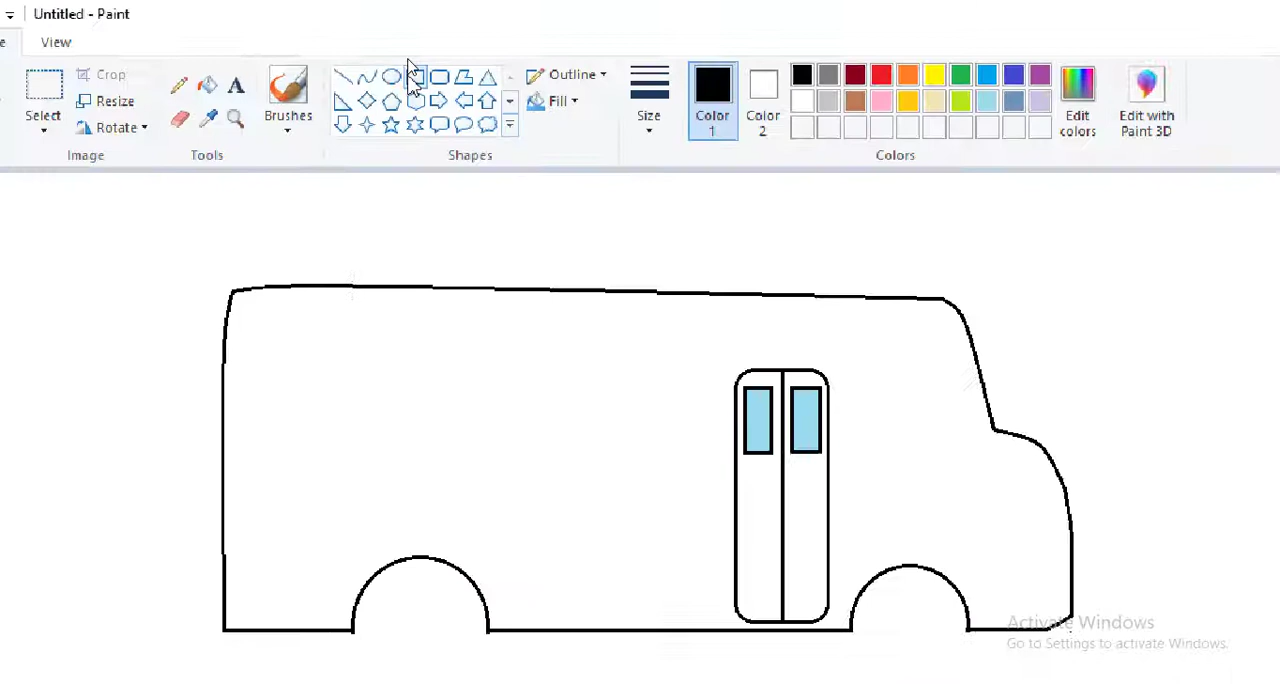 Untitled - Paint
View
Crop
Resize
Rotate
Select
Image
Tools
Brushes
Shapes
Outline
Fill
Size
Color 1
Color 2
Colors
Edit colors
Edit with Paint 3D
Activate Windows
Go to Settings to activate Windows.